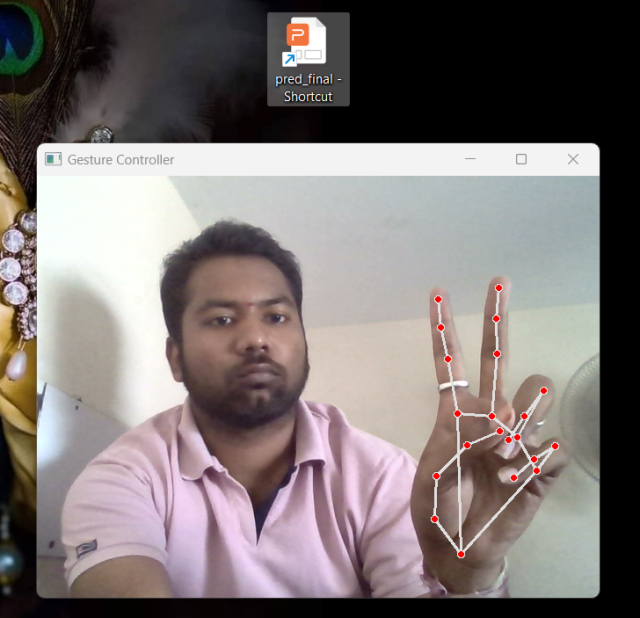 pred_final -
Shortcut
Gesture Controller